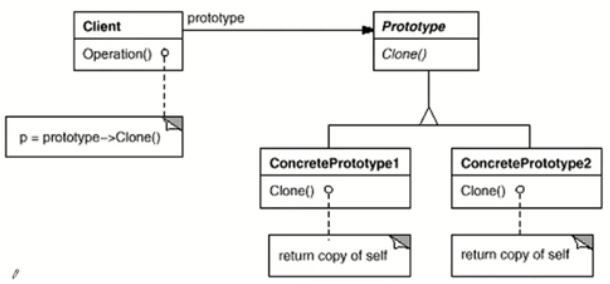 Client
prototype
Prototype
Operation()
Clone()
p = prototype->Clone()
ConcretePrototype1
ConcretePrototype2
Clone()
Clone()
return copy of self
return copy of self